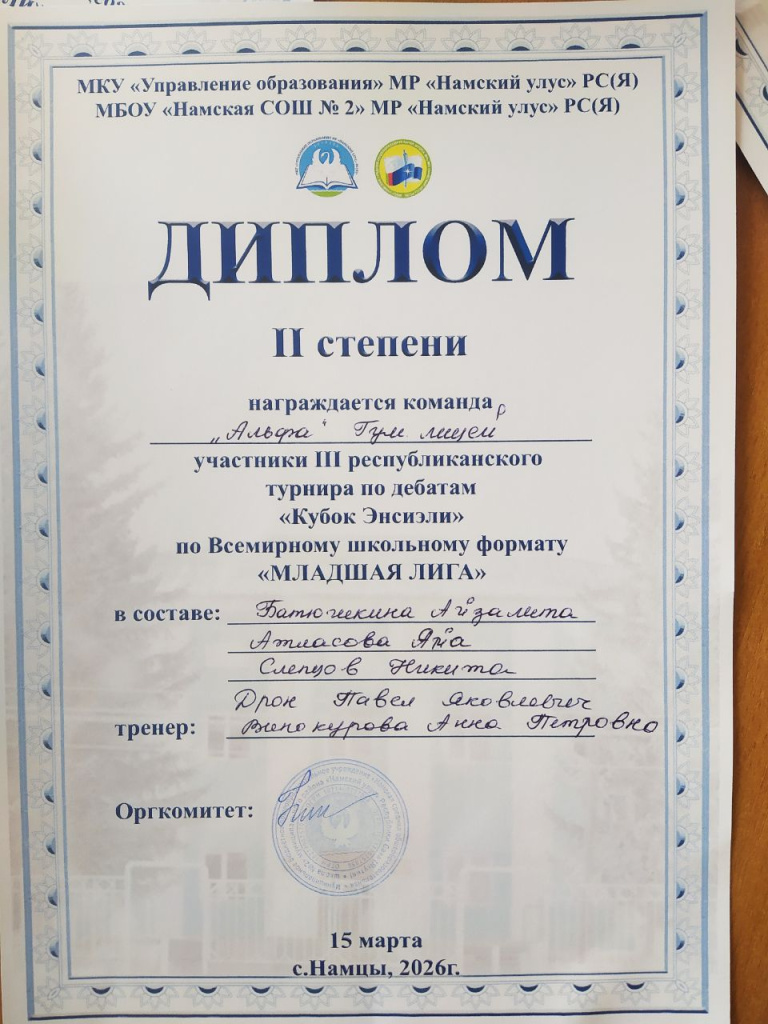 МКУ «Управление образования» МР «Намский улус» РС(Я)
МБОУ «Намская СОШ № 2» МР «Намский улус» РС(Я)
ДИПЛОМ
II степени
награждается команда
„Альфа“ Гум. лицей
участники III республиканского
турнира по дебатам
«Кубок Энсиэли»
по Всемирному школьному формату
«МЛАДШАЯ ЛИГА»
в составе: Батюшкина Айзалита
Атласова Яна
Слепцов Никита
Дрон Павел Яковлевич
тренер: Винокурова Анна Петровна
Оргкомитет:
15 марта
с.Намцы, 2026г.